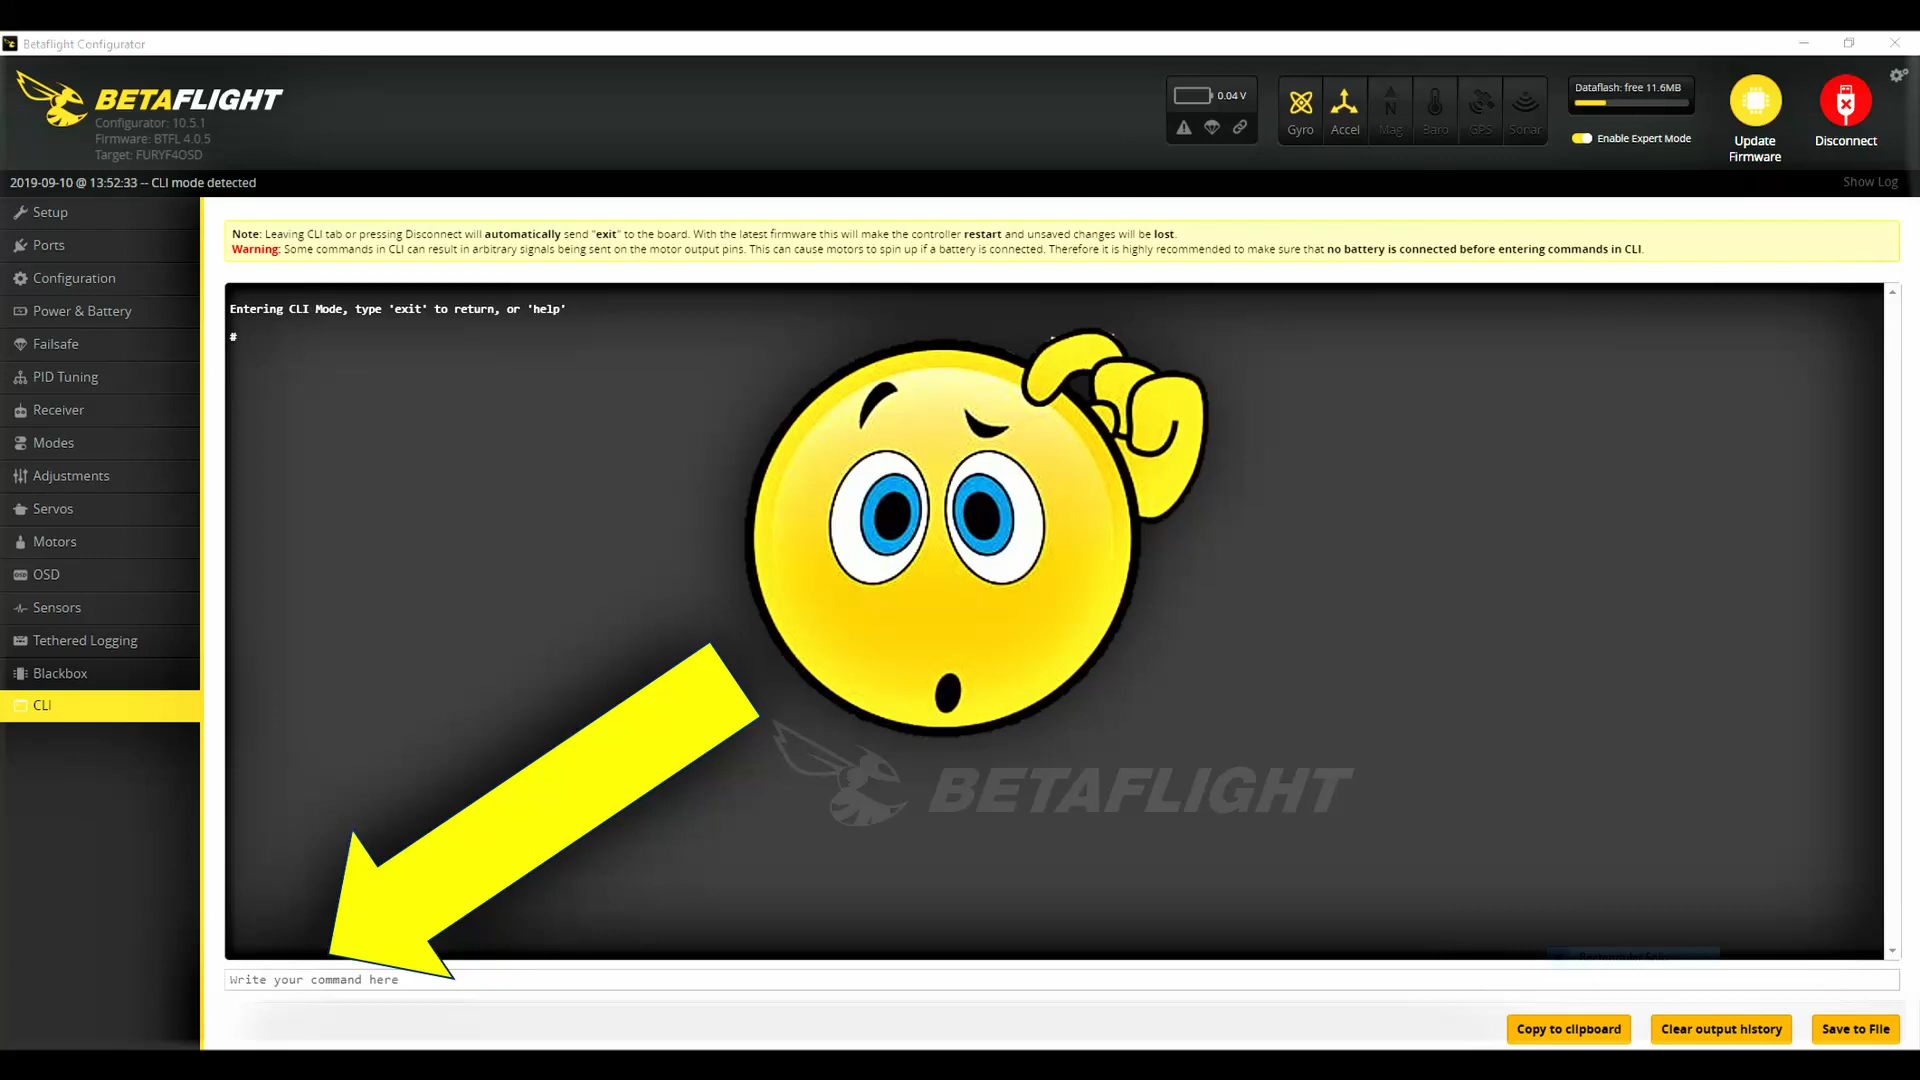 Betaflight Configurator
BETAFLIGHT
Configurator: 10.5.1
Firmware: BTFL 4.0.5
Target: FURYF4OSD
0.04 V
Gyro
Accel
N
Mag
Baro
GPS
Sonar
Dataflash: free 11.6MB
Enable Expert Mode
Update
Firmware
Disconnect
2019-09-10 @ 13:52:33 -- CLI mode detected
Show Log
Setup
Ports
Configuration
Power & Battery
Failsafe
PID Tuning
Receiver
Modes
Adjustments
Servos
Motors
OSD
Sensors
Tethered Logging
Blackbox
CLI
Note: Leaving CLI tab or pressing Disconnect will automatically send "exit" to the board. With the latest firmware this will make the controller restart and unsaved changes will be lost.
Warning: Some commands in CLI can result in arbitrary signals being sent on the motor output pins. This can cause motors to spin up if a battery is connected. Therefore it is highly recommended to make sure that no battery is connected before entering commands in CLI.
Entering CLI Mode, type 'exit' to return, or 'help'
#
BETAFLIGHT
Write your command here
Copy to clipboard
Clear output history
Save to File